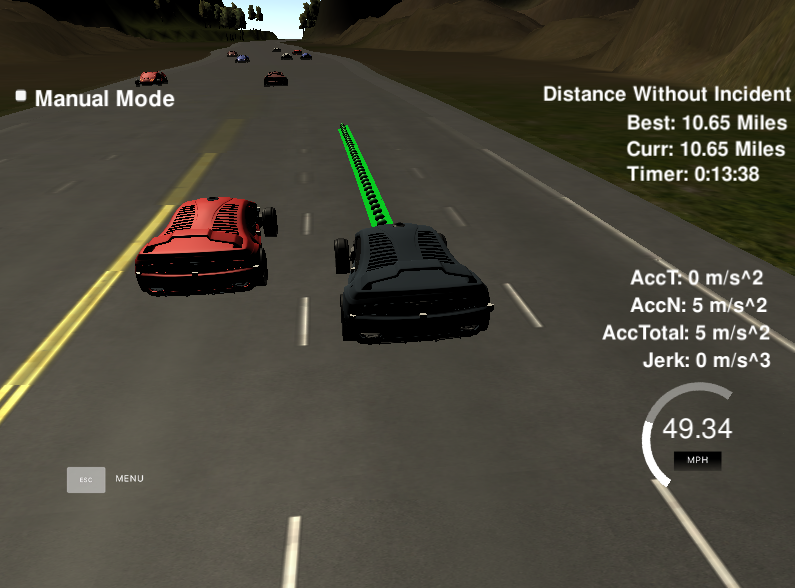 Manual Mode
Distance Without Incident
Best: 10.65 Miles
Curr: 10.65 Miles
Timer: 0:13:38
AccT: 0 m/s^2
AccN: 5 m/s^2
AccTotal: 5 m/s^2
Jerk: 0 m/s^3
49.34
MPH
ESC MENU